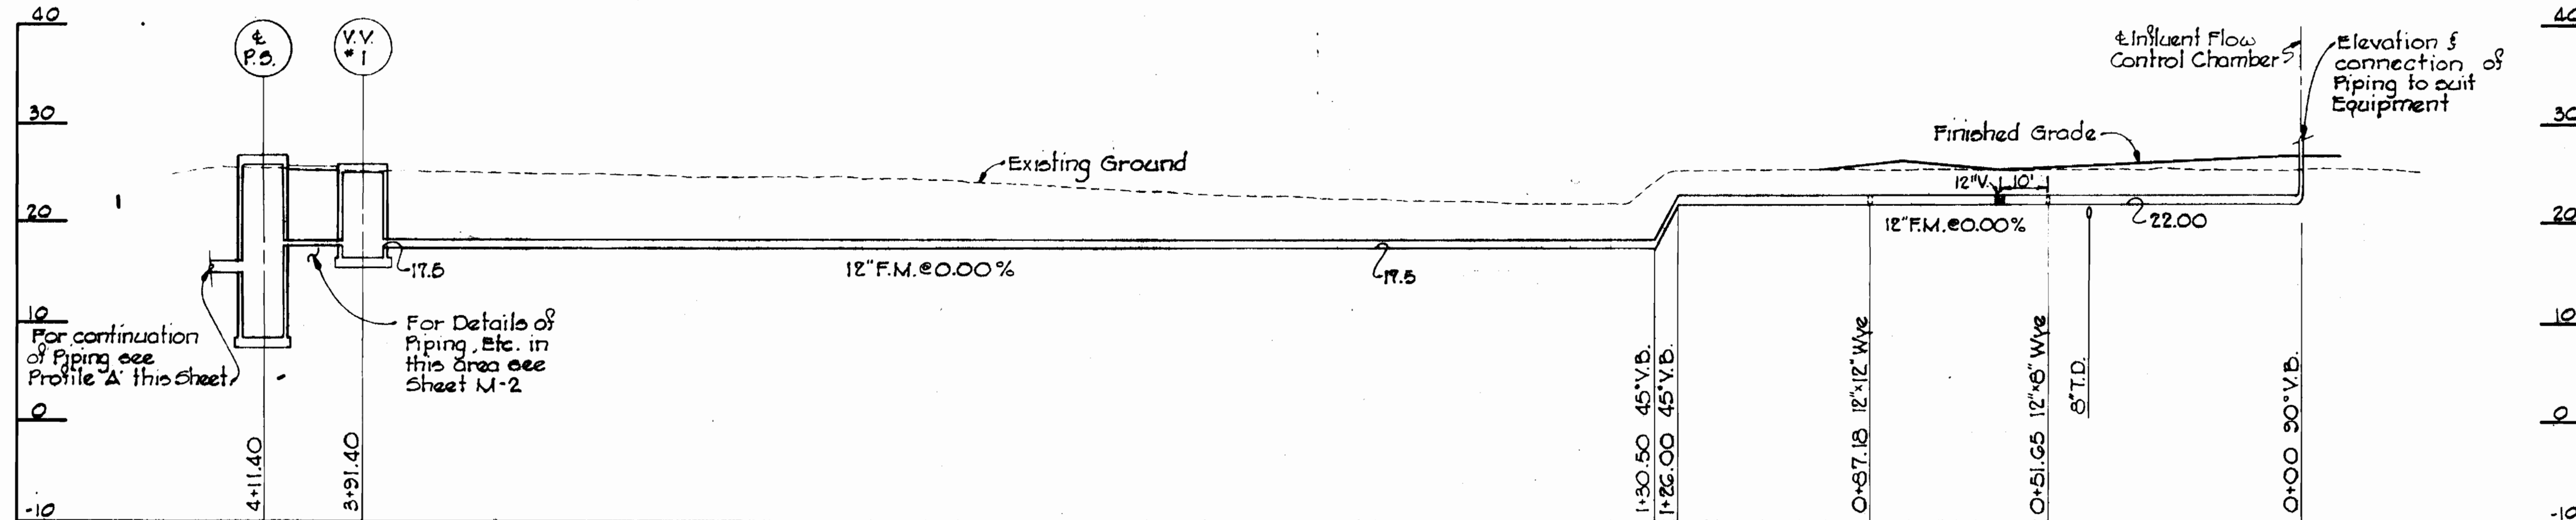 40
30
20
10
0
-10
℄
P.S.
V.V.
#1
Existing Ground
17.5
12"F.M.@0.00%
17.5
For continuation
of Piping see
Profile 'A' this Sheet
For Details of
Piping, Etc. in
this area see
Sheet M-2
4+11.40
3+91.40
℄ Influent Flow
Control Chamber
Elevation &
connection of
Piping to suit
Equipment
Finished Grade
12"V.
10'
12"F.M.@0.00%
22.00
1+30.50 45°V.B.
1+26.00 45°V.B.
0+87.18 12"x12" Wye
0+51.65 12"x8" Wye
8"T.D.
0+00 90°V.B.
40
30
20
10
0
-10